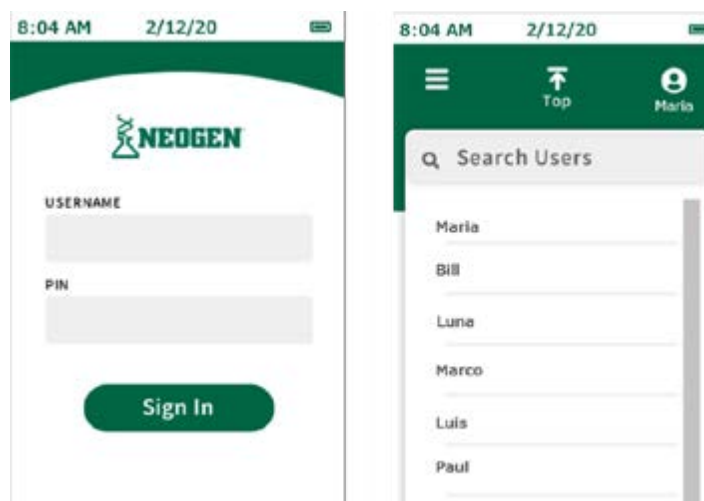 8:04 AM 2/12/20
NEOGEN
USERNAME
PIN
Sign In
8:04 AM 2/12/20
Top
Maria
Search Users
Maria
Bill
Luna
Marco
Luis
Paul